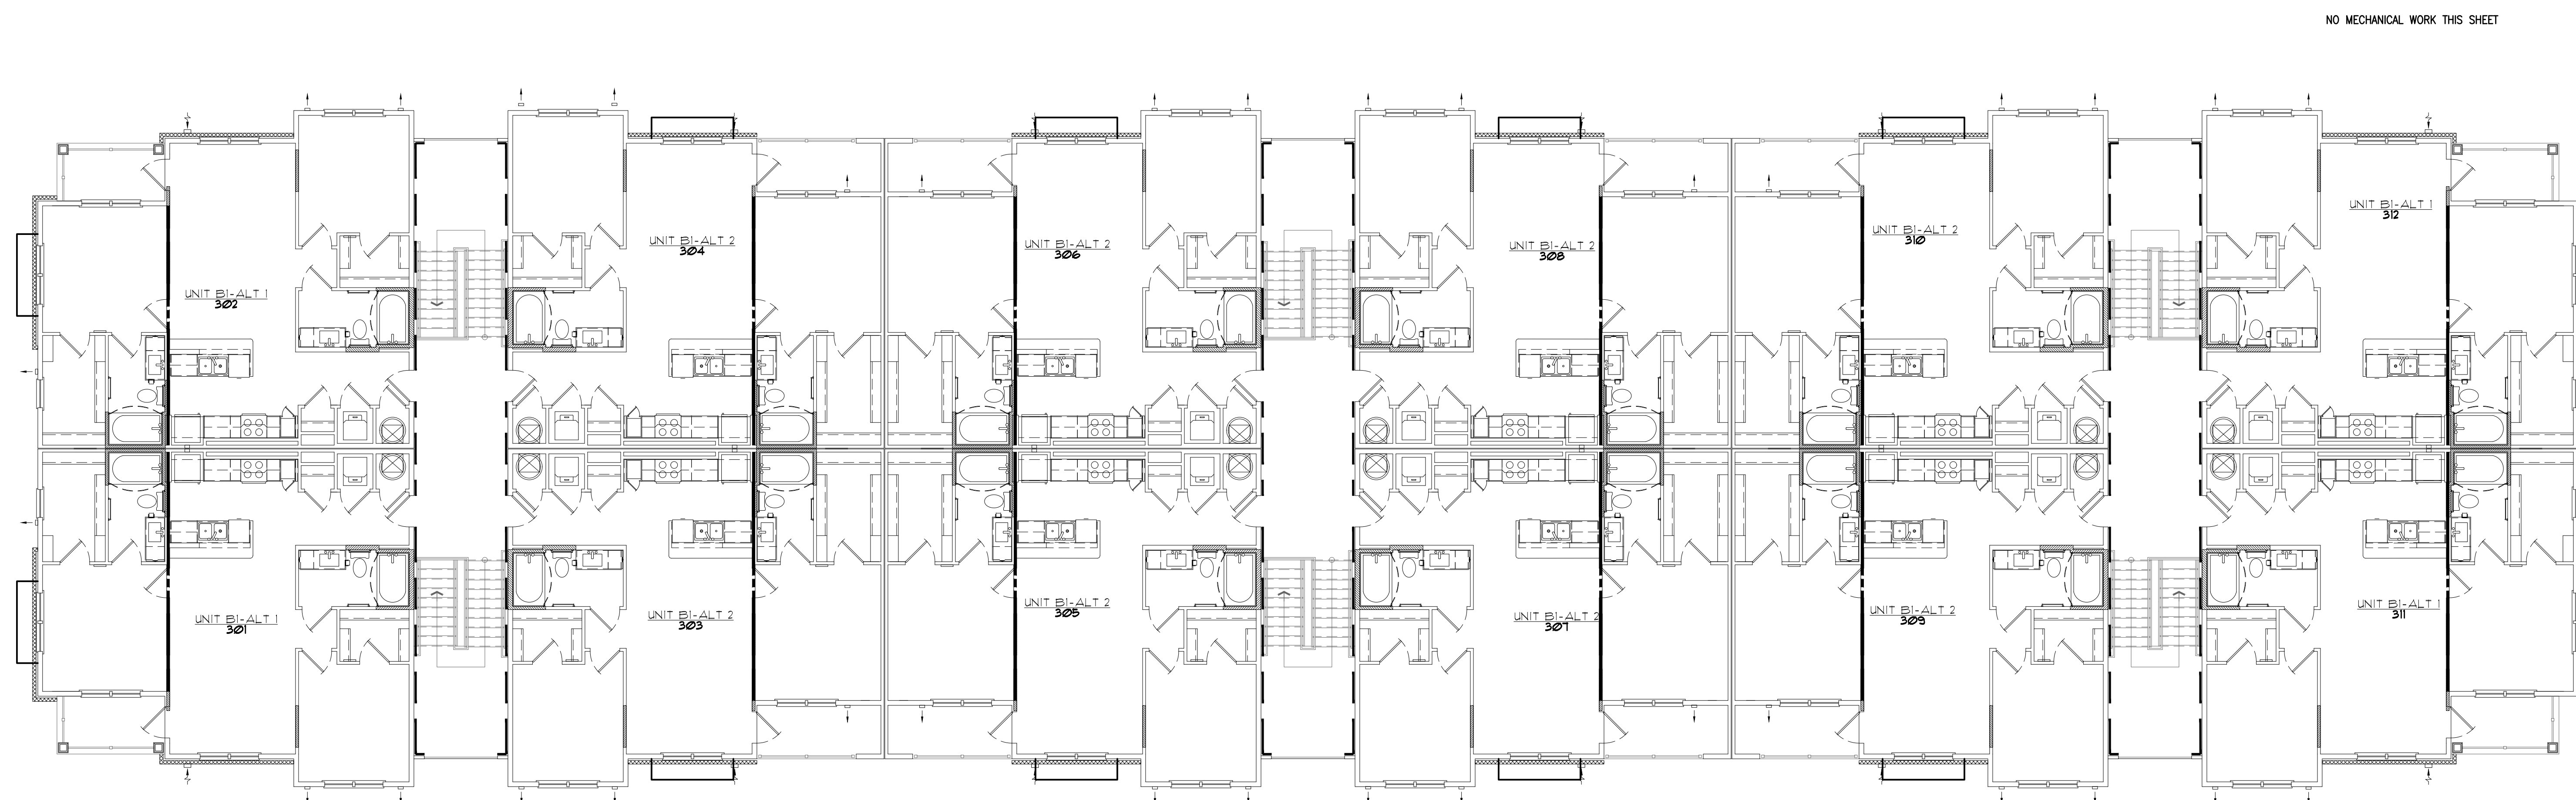 NO MECHANICAL WORK THIS SHEET
UNIT B1-ALT 1
302
UNIT B1-ALT 2
304
UNIT B1-ALT 2
306
UNIT B1-ALT 2
308
UNIT B1-ALT 2
310
UNIT B1-ALT 1
312
UNIT B1-ALT 1
301
UNIT B1-ALT 2
303
UNIT B1-ALT 2
305
UNIT B1-ALT 2
307
UNIT B1-ALT 2
309
UNIT B1-ALT 1
311